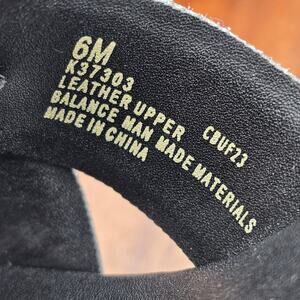 6M
K37303
LEATHER UPPER CBUF23
BALANCE MAN MADE MATERIALS
MADE IN CHINA